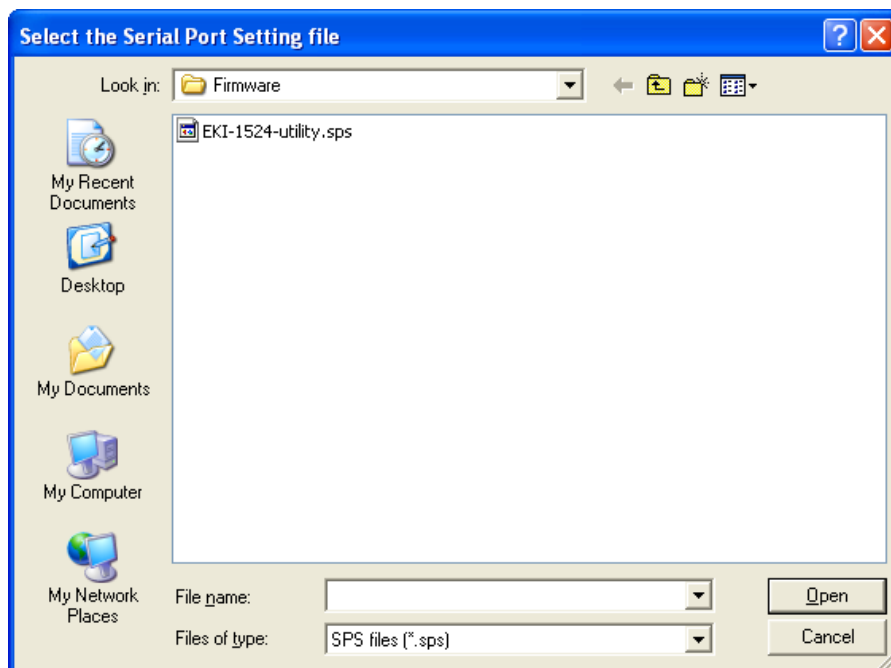 Select the Serial Port Setting file
Look in:
Firmware
EKI-1524-utility.sps
My Recent
Documents
Desktop
My Documents
My Computer
My Network
Places
File name:
Open
Files of type:
SPS files (*.sps)
Cancel